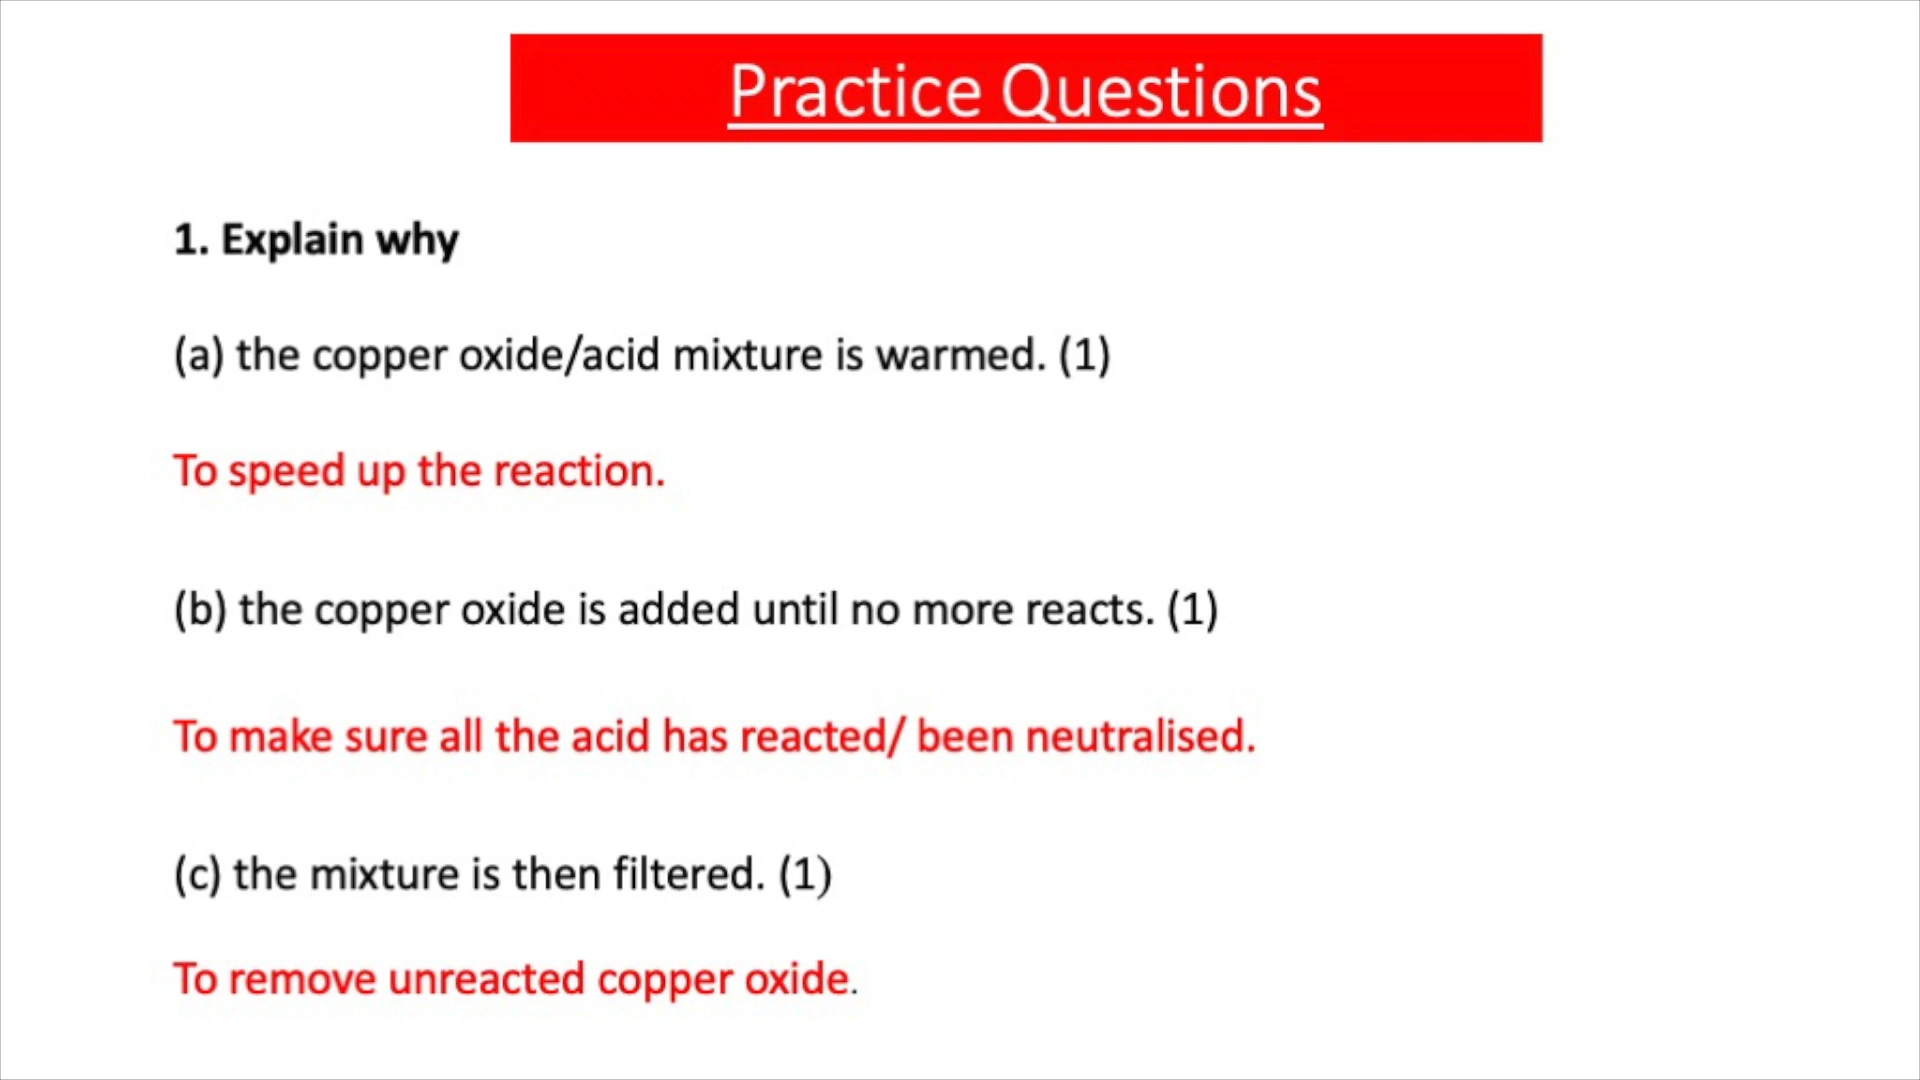 Practice Questions
1. Explain why
(a) the copper oxide/acid mixture is warmed. (1)
To speed up the reaction.
(b) the copper oxide is added until no more reacts. (1)
To make sure all the acid has reacted/ been neutralised.
(c) the mixture is then filtered. (1)
To remove unreacted copper oxide.